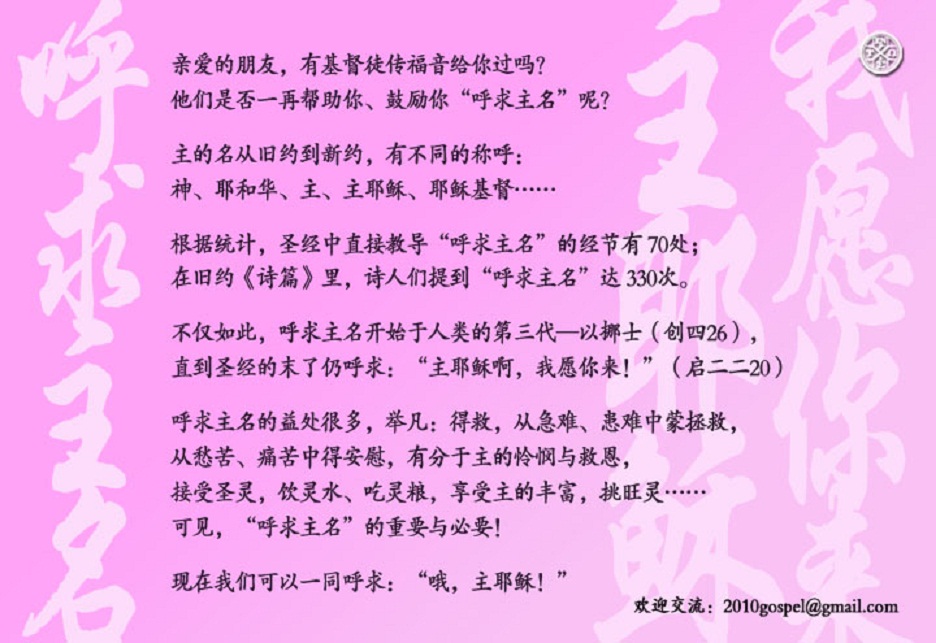 亲爱的朋友，有基督徒传福音给你过吗？
他们是否一再帮助你、鼓励你“呼求主名”呢？
主的名从旧约到新约，有不同的称呼：
神、耶和华、主、主耶稣、耶稣基督……
根据统计，圣经中直接教导“呼求主名”的经节有70处；
在旧约《诗篇》里，诗人们提到“呼求主名”达330次。
不仅如此，呼求主名开始于人类的第三代—以挪士（创四26），
直到圣经的末了仍呼求：“主耶稣啊，我愿你来！”（启二二20）
呼求主名的益处很多，举凡：得救，从急难、患难中蒙拯救，
从愁苦、痛苦中得安慰，有分于主的怜悯与救恩，
接受圣灵，饮灵水、吃灵粮，享受主的丰富，挑旺灵……
可见，“呼求主名”的重要与必要！
现在我们可以一同呼求：“哦，主耶稣！”
欢迎交流：2010gospel@gmail.com
呼求主名
主耶稣
我愿你来